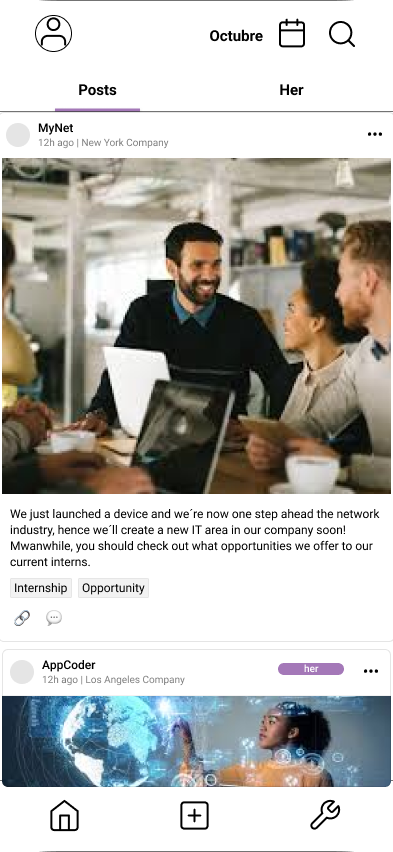 Octubre
Posts
Her
MyNet
12h ago | New York Company
We just launched a device and we´re now one step ahead the network
industry, hence we´ll create a new IT area in our company soon!
Mwanwhile, you should check out what opportunities we offer to our
current interns.
Internship
Opportunity
AppCoder
her
12h ago | Los Angeles Company